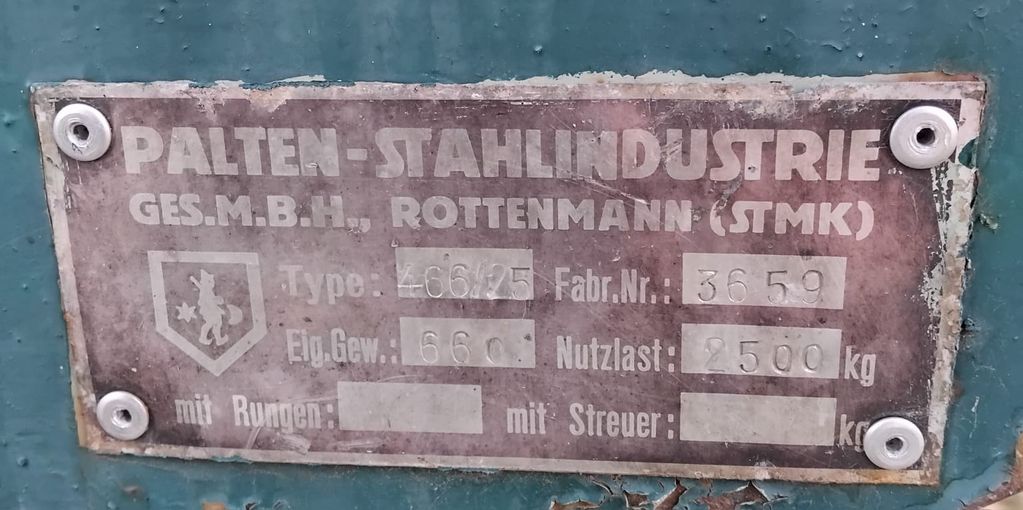 PALTEN-STAHLINDUSTRIE
GES.M.B.H., ROTTENMANN (STMK)
Type: 466/25 Fabr.Nr.: 3659
Eig.Gew.: 660 Nutzlast: 2500 kg
mit Rungen: mit Streuer: kg